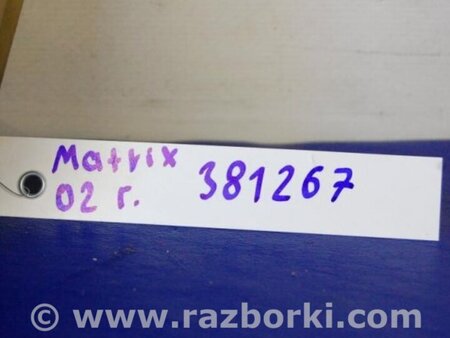 Matrix 381267
02 г.
© www.razborki.com